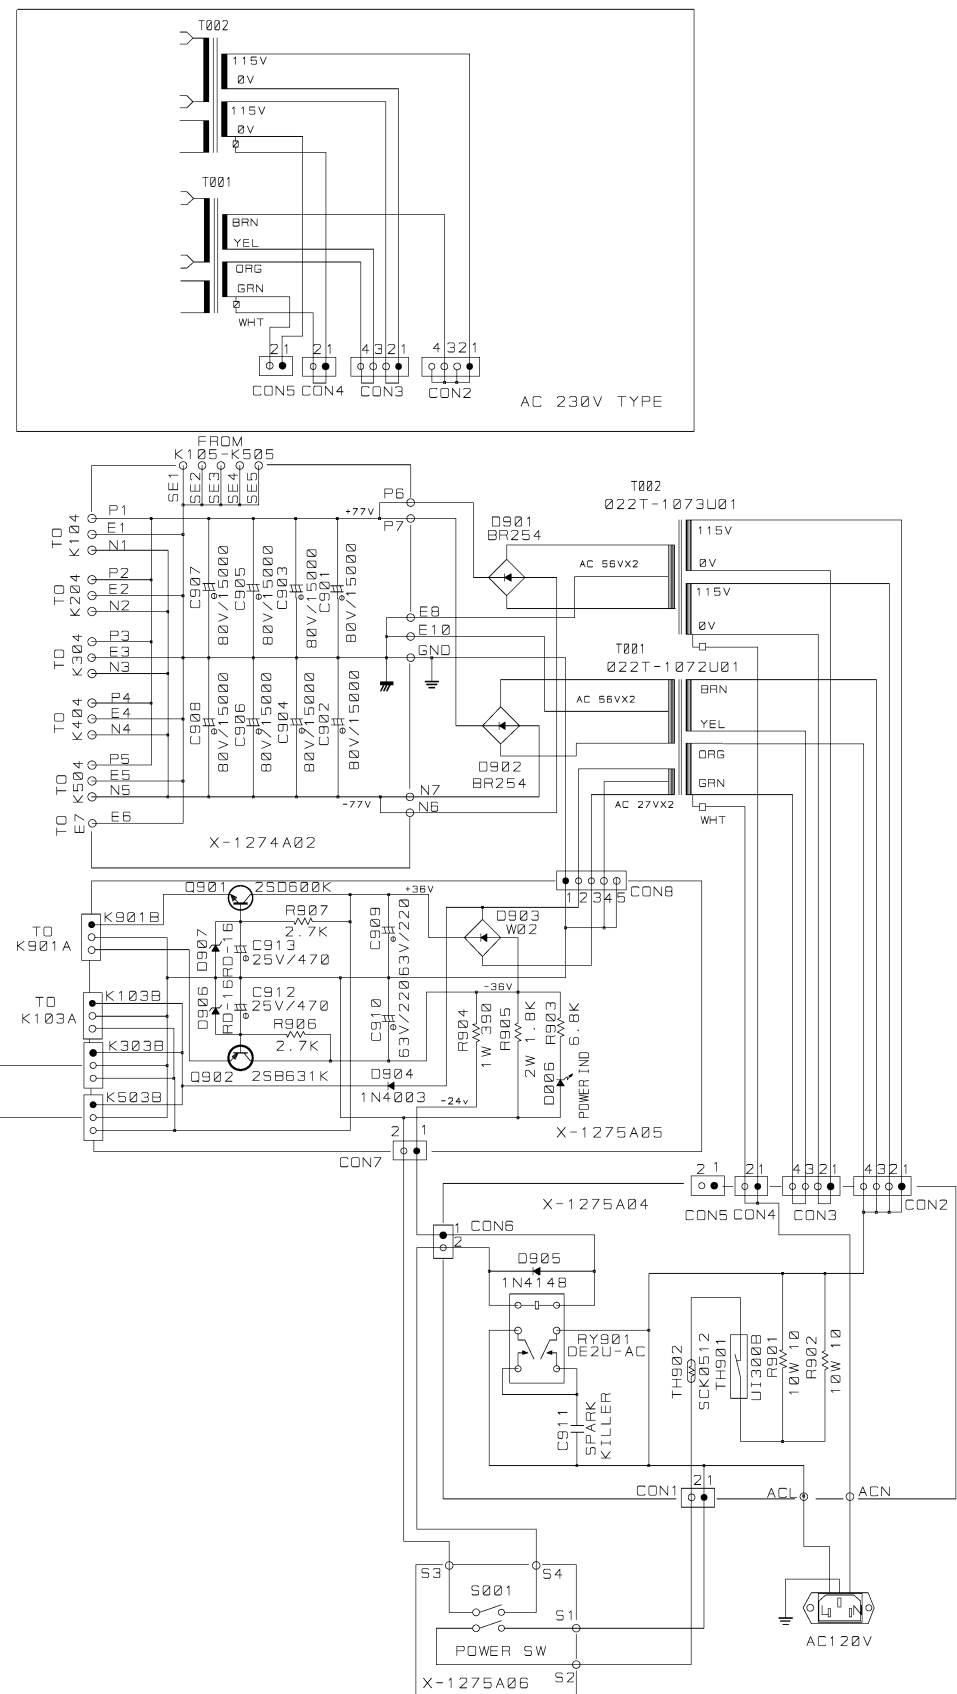 T002
115V
0V
115V
0V
Ø
T001
BRN
YEL
ORG
GRN
Ø
WHT
2 1
2 1
4 3 2 1
4 3 2 1
CON5 CON4 CON3 CON2
AC 230V TYPE
FROM
K105-K505
SE1
SE2
SE3
SE4
SE5
P6
P7
+77V
TO K104
P1
E1
N1
TO K204
P2
E2
N2
TO K304
P3
E3
N3
TO K404
P4
E4
N4
TO K504
P5
E5
N5
TO E7
E6
C907 80V/15000
C905 80V/15000
C903 80V/15000
C901 80V/15000
C908 80V/15000
C906 80V/15000
C904 80V/15000
C902 80V/15000
E8
E10
GND
N7
N6
-77V
X-1274A02
D901
BR254
D902
BR254
T002
022T-1073U01
115V
0V
115V
0V
AC 56VX2
T001
022T-1072U01
BRN
YEL
ORG
GRN
WHT
AC 56VX2
AC 27VX2
CON8
1 2 3 4 5
Q901 2SD600K
+36V
K901B
TO
K901A
R907
2.7K
D907 RD-16
C913
25V/470
C909 63V/220
D903
W02
-36V
TO
K103A
K103B
D906 RD-16
C912
25V/470
C910 63V/220
R906
2.7K
R904 1W 390
R905 2W 1.8K
R903 6.8K
K303B
Q902 2SB631K
D904
1N4003
D006 POWER IND
K503B
-24V
X-1275A05
2 1
CON7
2 1
2 1
4 3 2 1
4 3 2 1
CON5 CON4 CON3 CON2
X-1275A04
CON6
1
2
D905
1N4148
RY901
DE2U-AC
C911 SPARK KILLER
TH902 SCK0512
TH901 UI300B
R901 10W 10
R902 10W 10
CON1
2 1
ACL
ACN
S3
S4
S001
S1
POWER SW
S2
X-1275A06
L N
AC120V